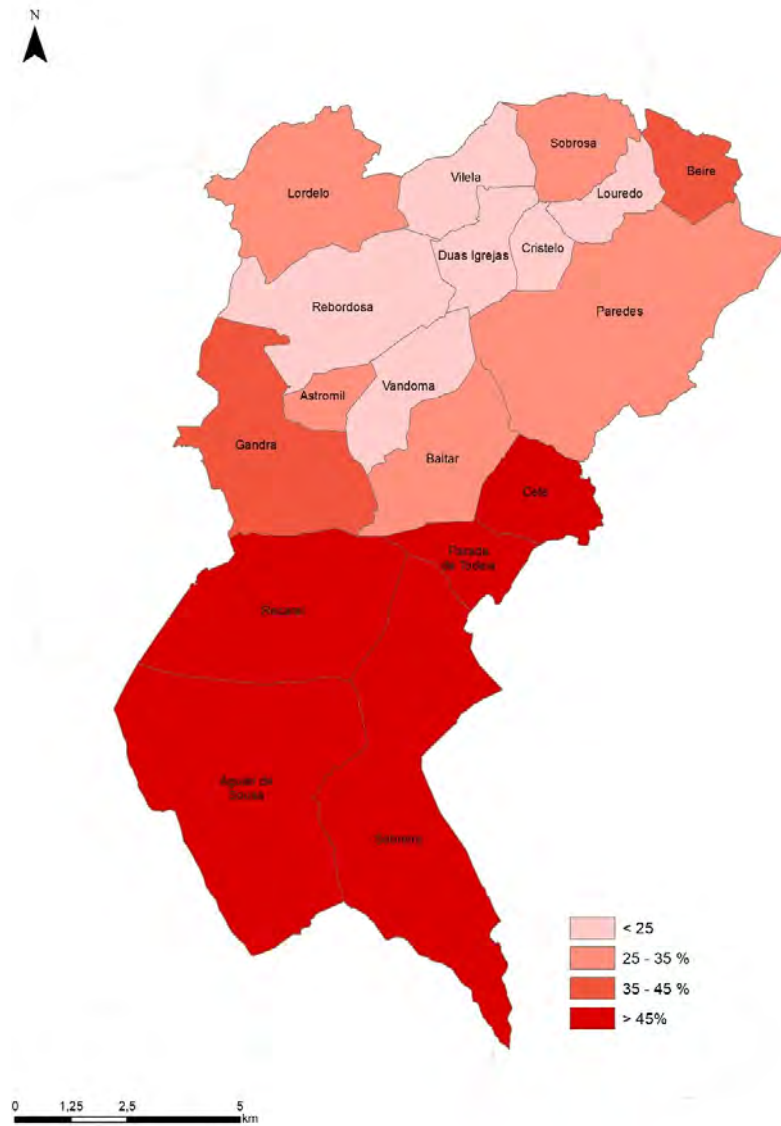 N
Sobrosa
Beire
Vilela
Lordelo
Louredo
Duas Igrejas
Cristelo
Rebordosa
Paredes
Vandoma
Astromil
Gandra
Baltar
Cete
Parada
de Todeia
Recarei
Aguiar de
Sousa
Sobreira
< 25
25 - 35 %
35 - 45 %
> 45%
0 1,25 2,5 5
km